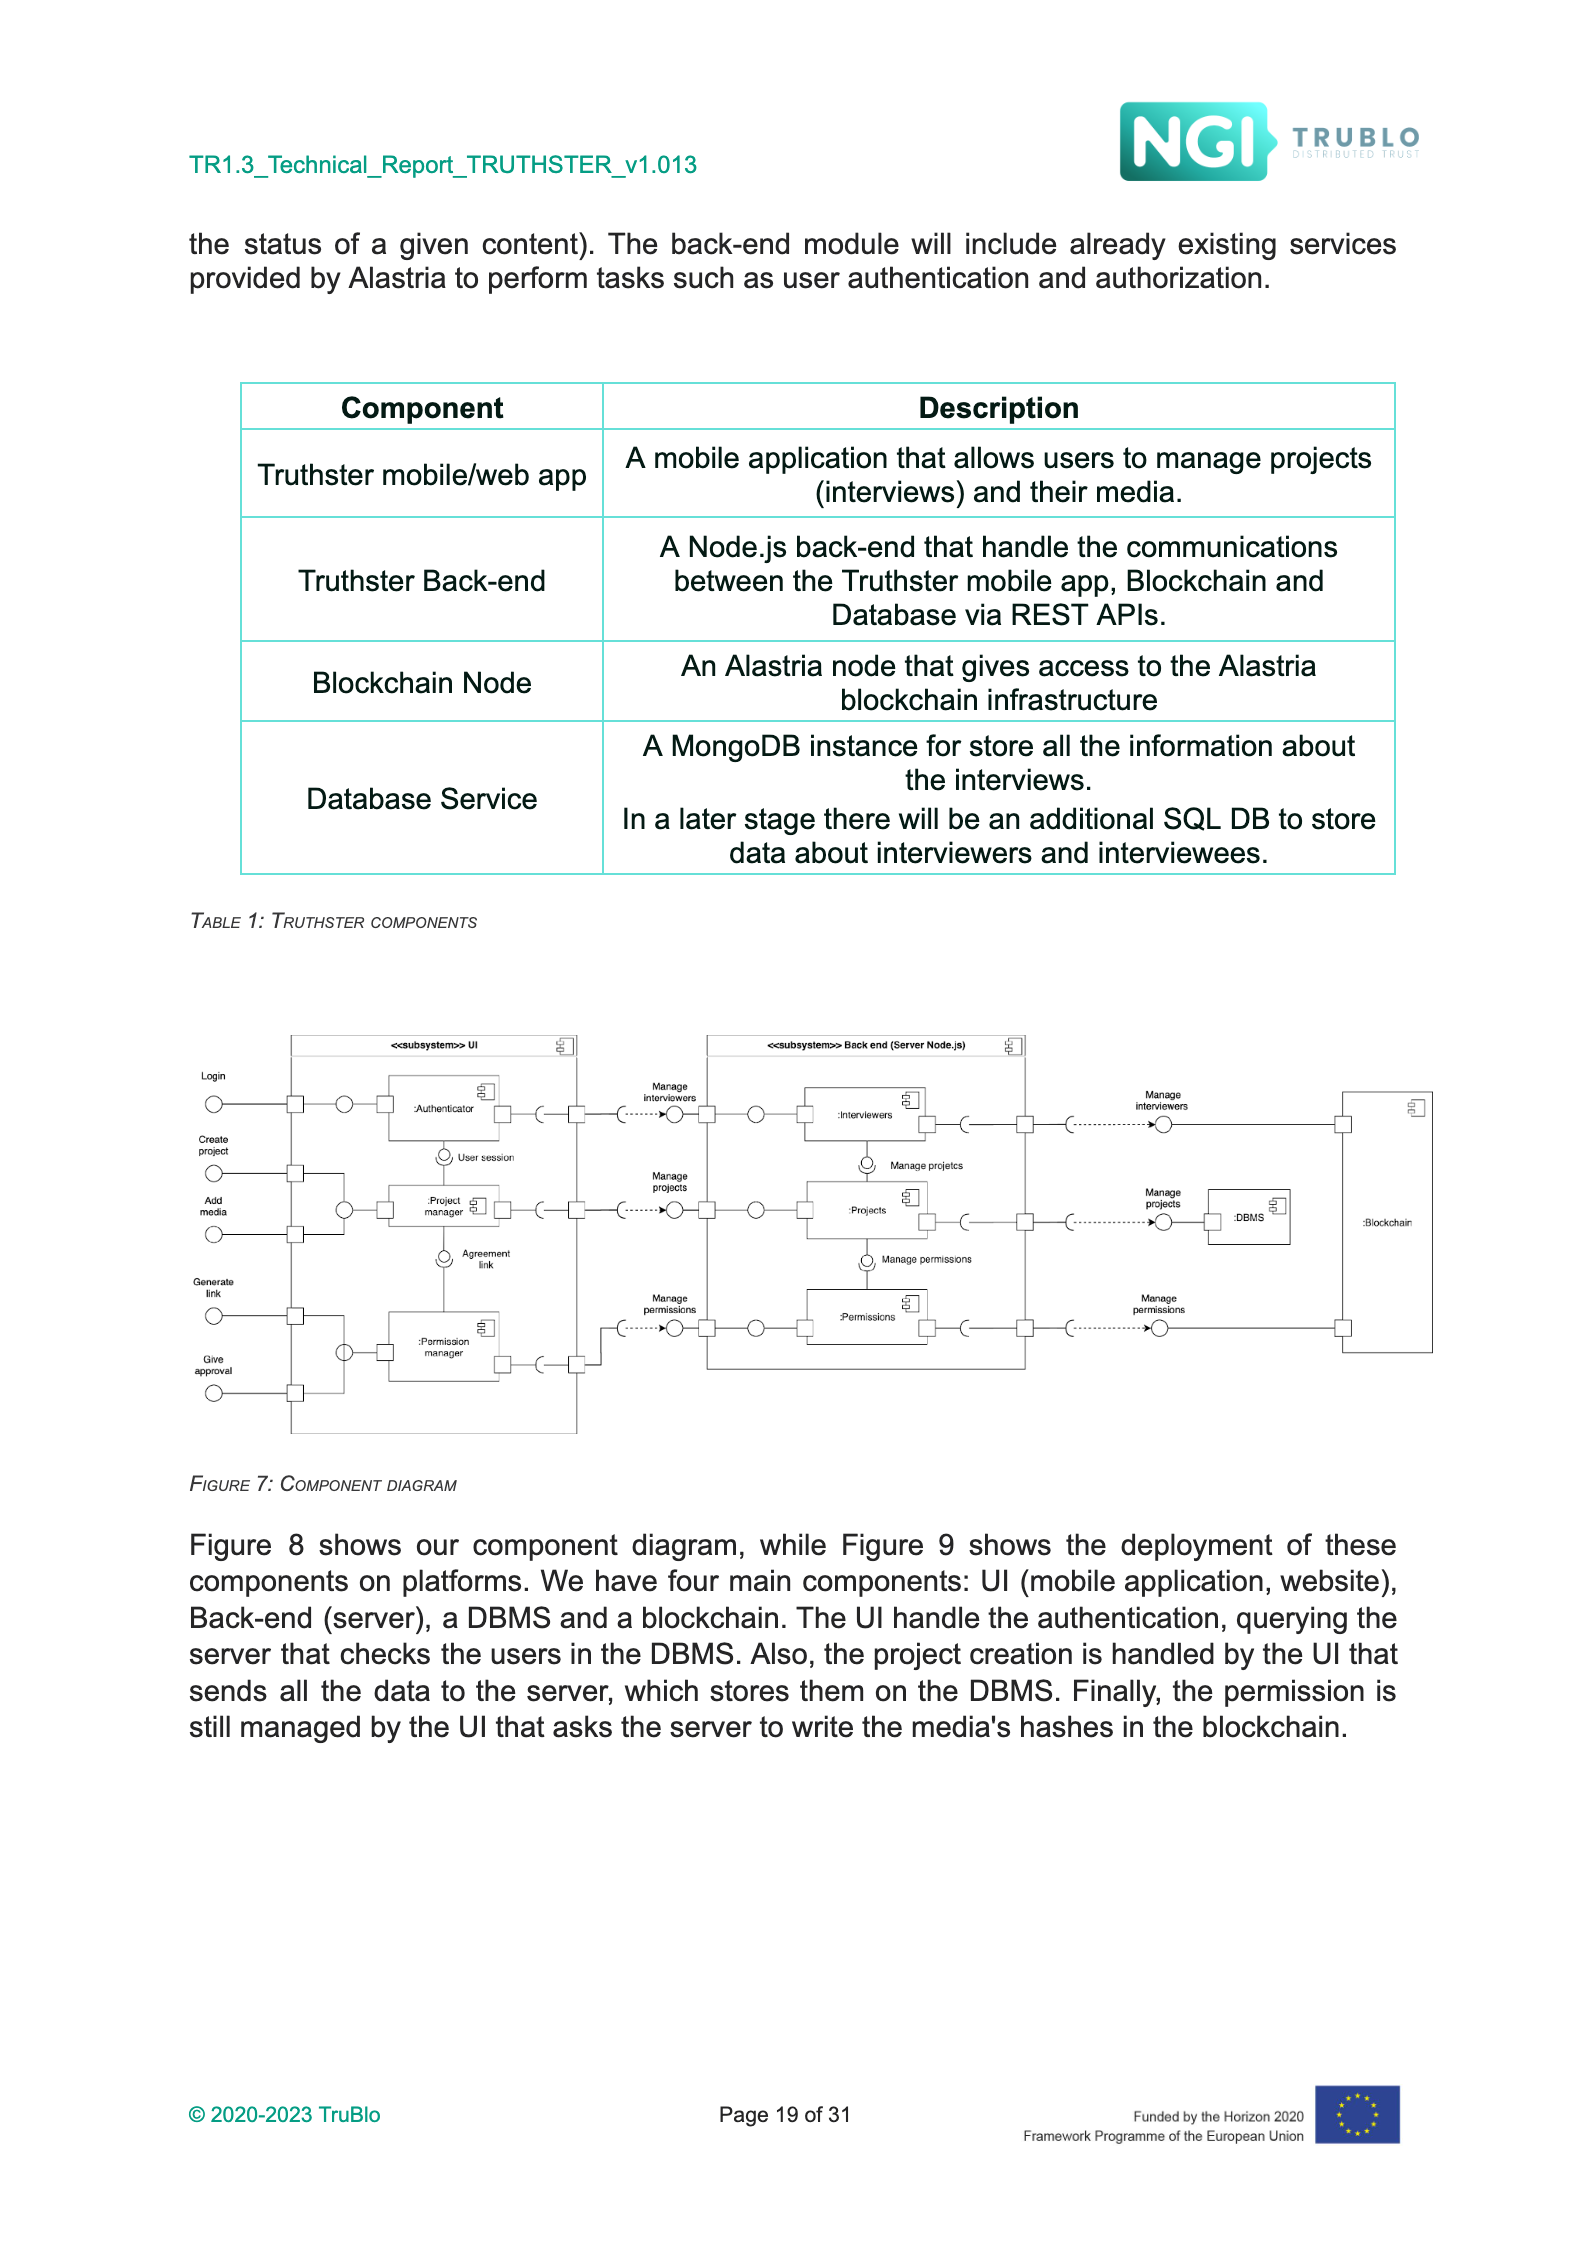 NGI TRUBLO
DISTRIBUTED TRUST
TR1.3_Technical_Report_TRUTHSTER_v1.013
the status of a given content). The back-end module will include already existing services
provided by Alastria to perform tasks such as user authentication and authorization.
Component Description
Truthster mobile/web app
A mobile application that allows users to manage projects
(interviews) and their media.
Truthster Back-end
A Node.js back-end that handle the communications
between the Truthster mobile app, Blockchain and
Database via REST APIs.
Blockchain Node
An Alastria node that gives access to the Alastria
blockchain infrastructure
Database Service
A MongoDB instance for store all the information about
the interviews.
In a later stage there will be an additional SQL DB to store
data about interviewers and interviewees.
TABLE 1: TRUTHSTER COMPONENTS
<<subsystem>> UI
<<subsystem>> Back end (Server Node.js)
Login
Create
project
Add
media
Generate
link
Give
approval
:Authenticator
User session
:Project
manager
Agreement
link
:Permission
manager
Manage
interviewers
Manage
projects
Manage
permissions
:Interviewers
Manage projetcs
:Projects
Manage permissions
:Permissions
Manage
interviewers
Manage
projects
Manage
permissions
:DBMS
:Blockchain
FIGURE 7: COMPONENT DIAGRAM
Figure 8 shows our component diagram, while Figure 9 shows the deployment of these
components on platforms. We have four main components: UI (mobile application, website),
Back-end (server), a DBMS and a blockchain. The UI handle the authentication, querying the
server that checks the users in the DBMS. Also, the project creation is handled by the UI that
sends all the data to the server, which stores them on the DBMS. Finally, the permission is
still managed by the UI that asks the server to write the media's hashes in the blockchain.
© 2020-2023 TruBlo
Page 19 of 31
Funded by the Horizon 2020
Framework Programme of the European Union